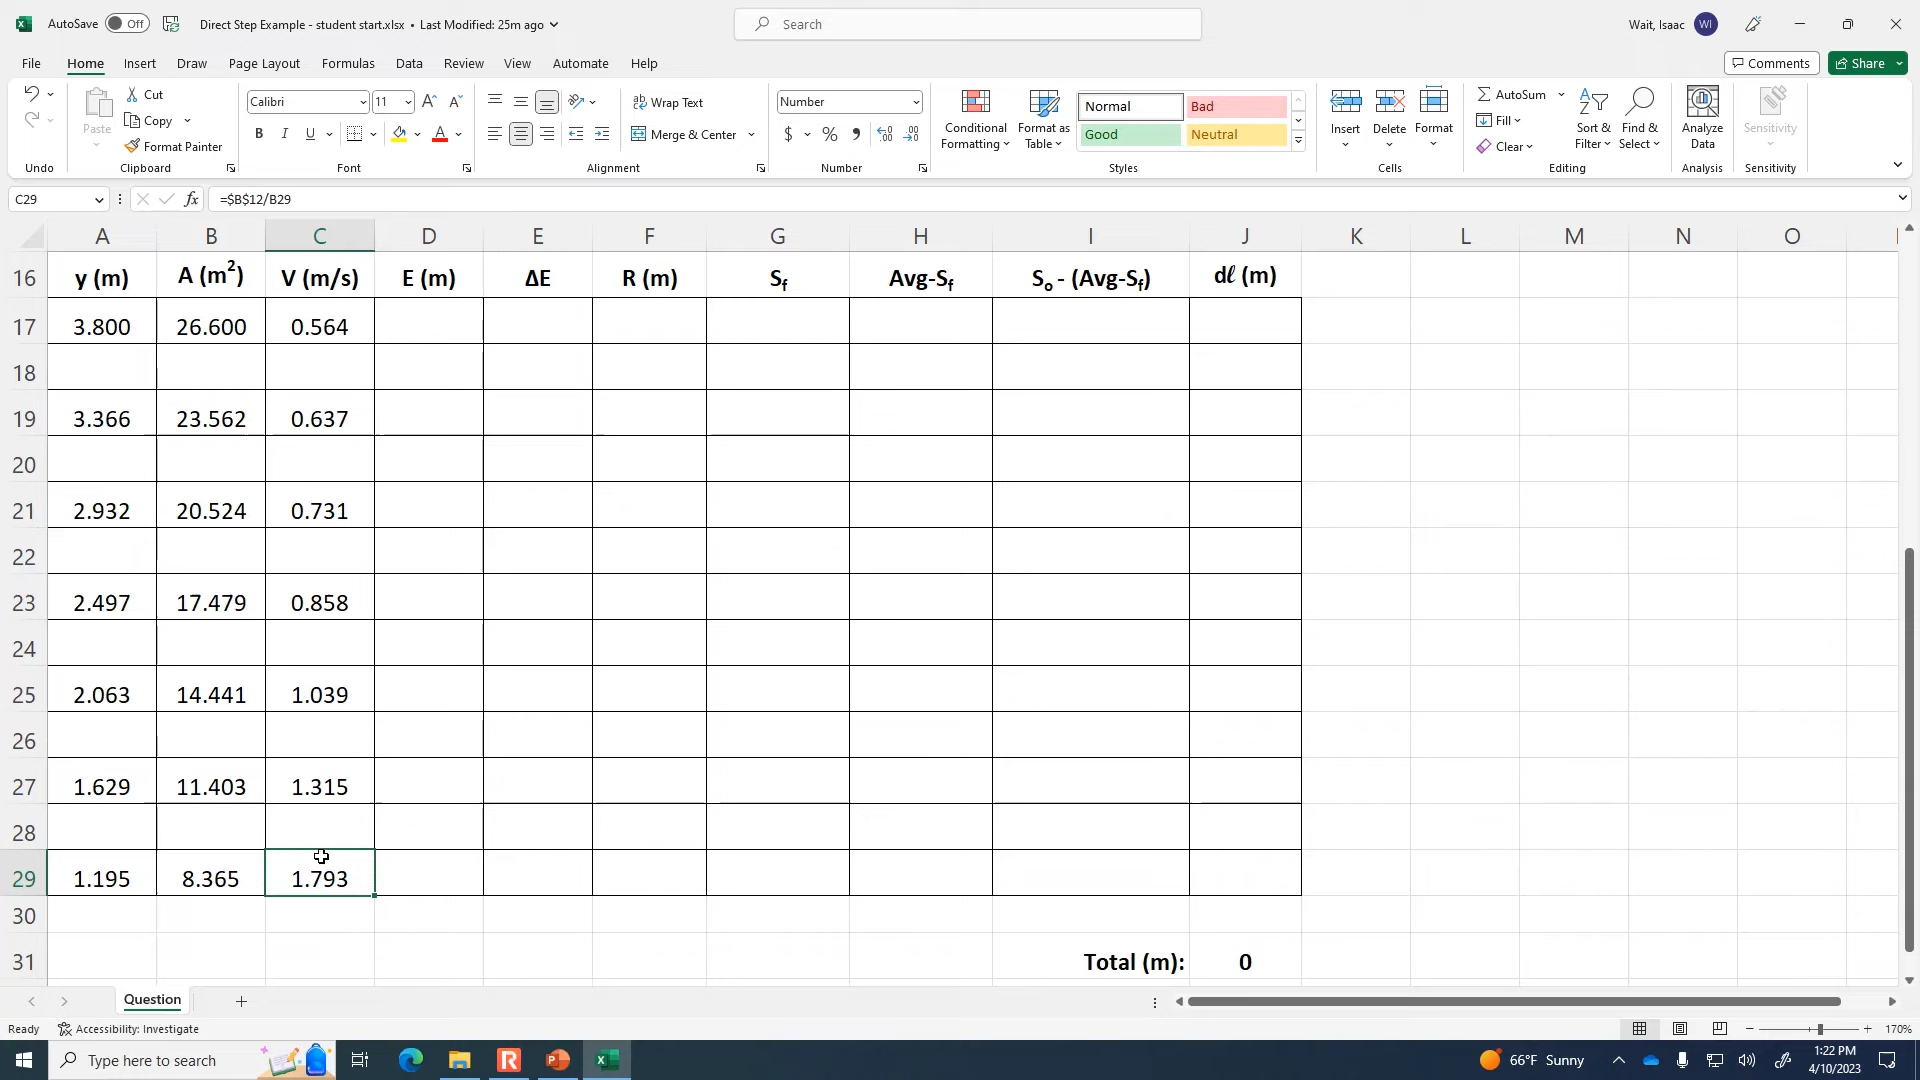 AutoSave Off Direct Step Example - student start.xlsx • Last Modified: 25m ago Search Wait, Isaac WI
File Home Insert Draw Page Layout Formulas Data Review View Automate Help Comments Share
Cut
Copy
Format Painter
Paste
Calibri 11
B I U
Wrap Text
Merge & Center
Number
$ % 9
Conditional Formatting
Format as Table
Normal Bad
Good Neutral
Insert Delete Format
AutoSum
Fill
Clear
Sort & Filter
Find & Select
Analyze Data
Sensitivity
Undo Clipboard Font Alignment Number Styles Cells Editing Analysis Sensitivity
C29 fx =$B$12/B29
A B C D E F G H I J K L M N O
16 y (m) A (m²) V (m/s) E (m) ΔE R (m) Sf Avg-Sf So - (Avg-Sf) dℓ (m)
17 3.800 26.600 0.564
18
19 3.366 23.562 0.637
20
21 2.932 20.524 0.731
22
23 2.497 17.479 0.858
24
25 2.063 14.441 1.039
26
27 1.629 11.403 1.315
28
29 1.195 8.365 1.793
30
31 Total (m): 0
Question
Ready Accessibility: Investigate 170%
Type here to search 66°F Sunny 1:22 PM
4/10/2023